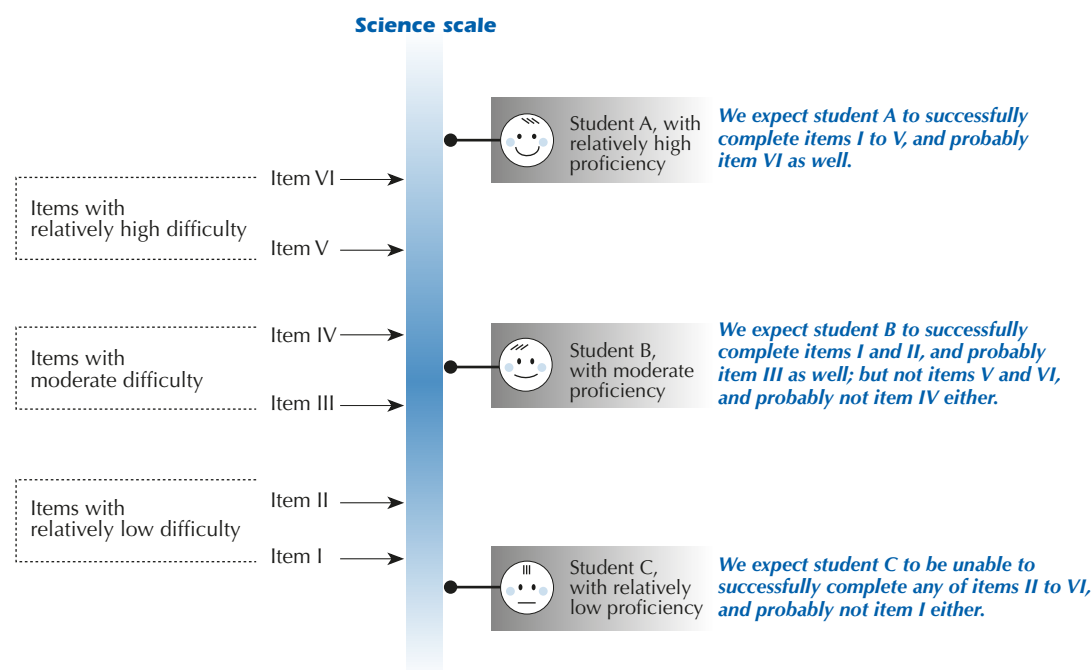 Science scale
Student A, with
relatively high
proficiency
We expect student A to successfully
complete items I to V, and probably
item VI as well.
Items with
relatively high difficulty
Item VI
Item V
Items with
moderate difficulty
Item IV
Item III
Student B,
with moderate
proficiency
We expect student B to successfully
complete items I and II, and probably
item III as well; but not items V and VI,
and probably not item IV either.
Items with
relatively low difficulty
Item II
Item I
Student C,
with relatively
low proficiency
We expect student C to be unable to
successfully complete any of items II to VI,
and probably not item I either.